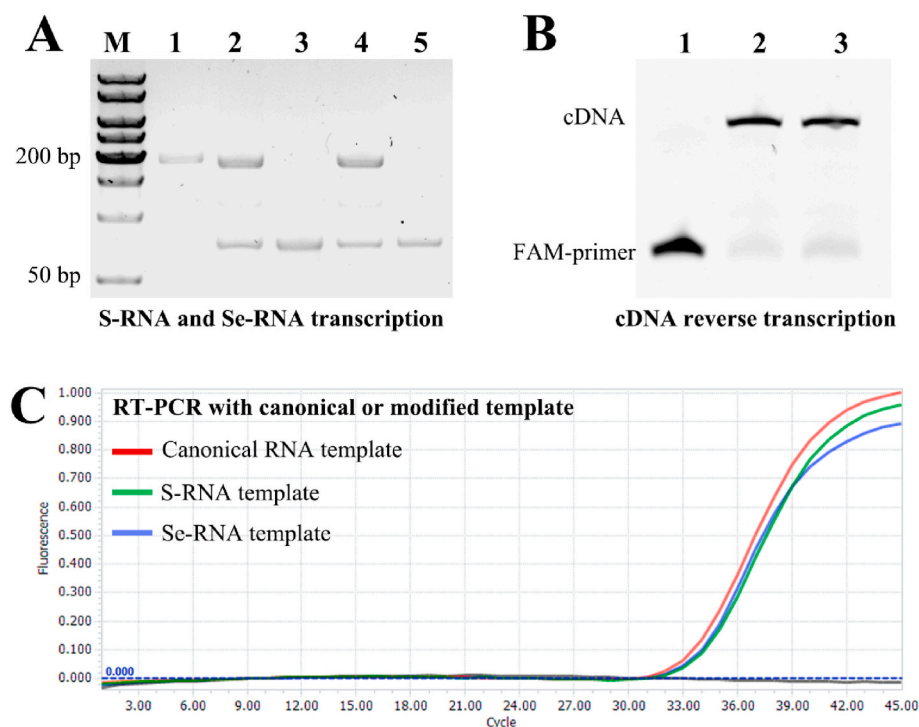 A
M 1 2 3 4 5
200 bp
50 bp
S-RNA and Se-RNA transcription
B
1 2 3
cDNA
FAM-primer
cDNA reverse transcription
C
RT-PCR with canonical or modified template
Canonical RNA template
S-RNA template
Se-RNA template
Fluorescence
1.000
0.900
0.800
0.700
0.600
0.500
0.400
0.300
0.200
0.100
0.000
0.000
3.00 6.00 9.00 12.00 15.00 18.00 21.00 24.00 27.00 30.00 33.00 36.00 39.00 42.00 45.00
Cycle